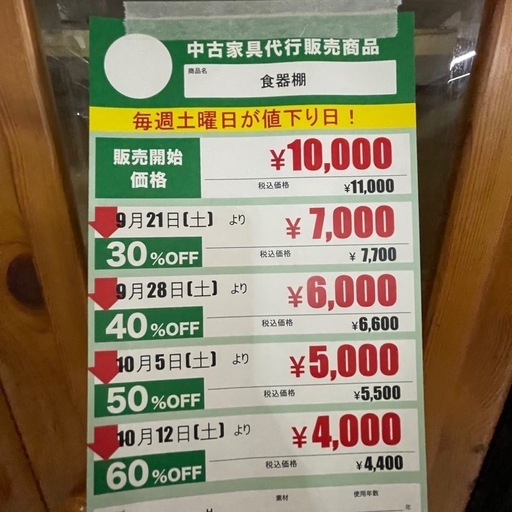 中古家具代行販売商品
商品名
食器棚
毎週土曜日が値下り日！
販売開始
価格
¥10,000
税込価格 ¥11,000
9月21日(土) より ¥7,000
30%OFF 税込価格 ¥7,700
9月28日(土) より ¥6,000
40%OFF 税込価格 ¥6,600
10月5日(土) より ¥5,000
50%OFF 税込価格 ¥5,500
10月12日(土) より ¥4,000
60%OFF 税込価格 ¥4,400
素材 使用年数
H 年